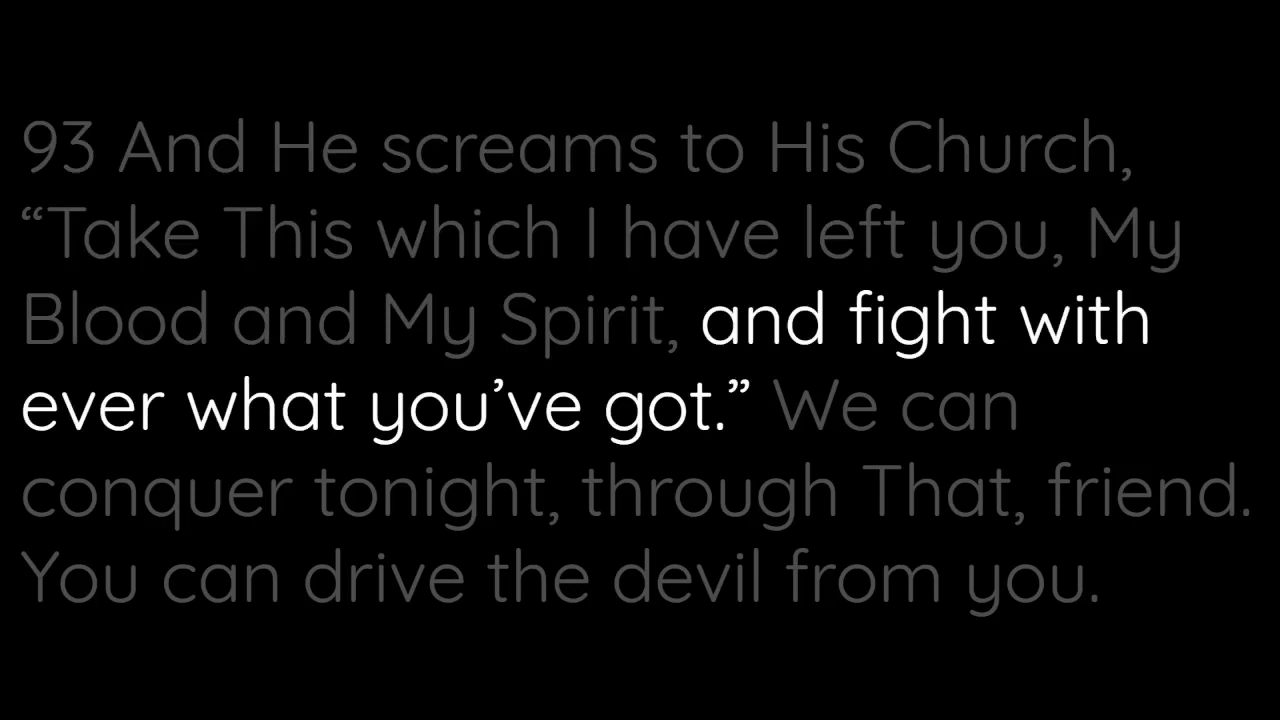 93 And He screams to His Church,
“Take This which I have left you, My
Blood and My Spirit, and fight with
ever what you’ve got.” We can
conquer tonight, through That, friend.
You can drive the devil from you.